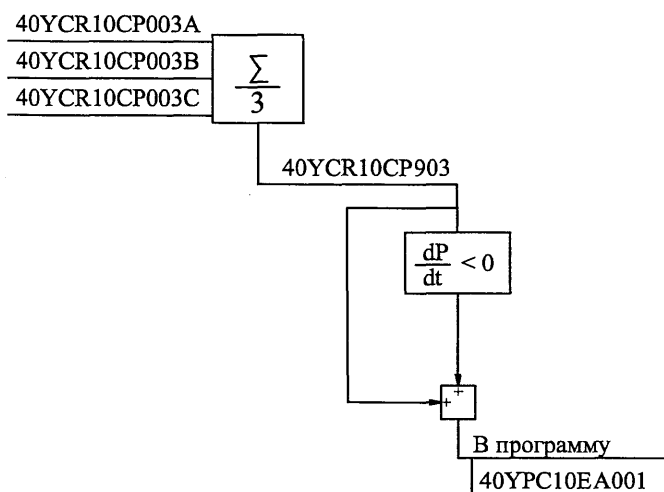 40YCR10CP003A
40YCR10CP003B
40YCR10CP003C
∑
3
40YCR10CP903
dP
dt
< 0
+
+
В программу
40YPC10EA001